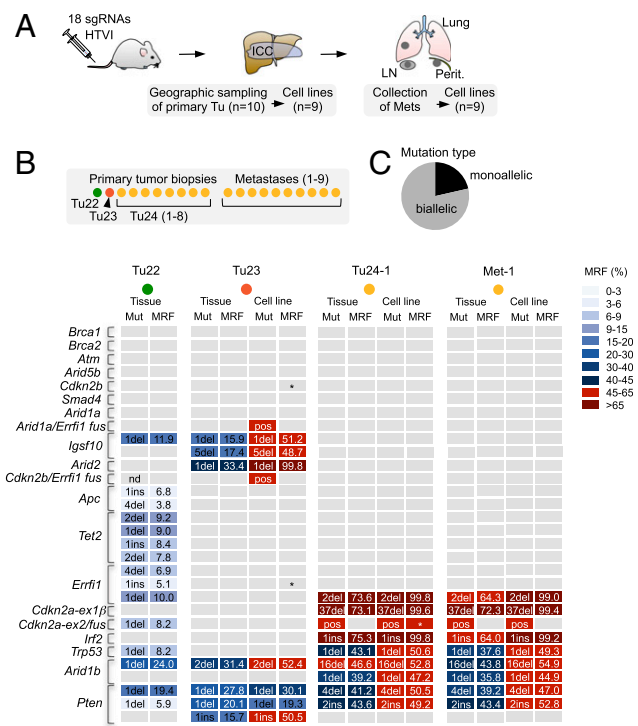 A
18 sgRNAs
HTVI
ICC
Lung
LN
Perit.
Geographic sampling of primary Tu (n=10)
Cell lines (n=9)
Collection of Mets
Cell lines (n=9)
B
Primary tumor biopsies Metastases (1-9)
Tu22
Tu23
Tu24 (1-8)
C
Mutation type
monoallelic
biallelic
Tu22 Tu23 Tu24-1 Met-1
Tissue Tissue Cell line Tissue Cell line Tissue Cell line
Mut MRF Mut MRF Mut MRF Mut MRF Mut MRF Mut MRF Mut MRF
MRF (%)
0-3
3-6
6-9
9-15
15-20
20-30
30-40
40-45
45-65
>65
Brca1
Brca2
Atm
Arid5b
Cdkn2b *
Smad4
Arid1a
Arid1a/Errfi1 fus pos
Igsf10 1del 11.9 1del 15.9 1del 51.2
5del 17.4 5del 48.7
Arid2 1del 33.4 1del 99.8
Cdkn2b/Errfi1 fus nd pos
Apc 1ins 6.8
4del 3.8
Tet2 2del 9.2
1del 9.0
1ins 8.4
2del 7.8
Errfi1 4del 6.9
1ins 5.1 *
1del 10.0 2del 73.6 2del 99.8 2del 64.3 2del 99.0
Cdkn2a-ex1β 37del 73.1 37del 99.6 37del 72.3 37del 99.4
Cdkn2a-ex2/fus 1del 8.2 pos pos * pos pos
Irf2 1ins 75.3 1ins 99.8 1ins 64.0 1ins 99.2
Trp53 1del 8.2 1del 43.1 1del 50.6 1del 37.6 1del 49.3
Arid1b 1del 24.0 2del 31.4 2del 52.4 16del 46.6 16del 52.8 16del 43.8 16del 54.9
1del 39.2 1del 47.2 1del 35.8 1del 44.9
Pten 1del 19.4 1del 27.8 1del 30.1 4del 41.2 4del 50.5 4del 39.2 4del 47.0
1del 5.9 1del 20.1 1del 19.3 2ins 43.6 2ins 49.2 2ins 43.4 2ins 52.8
1ins 15.7 1ins 50.5